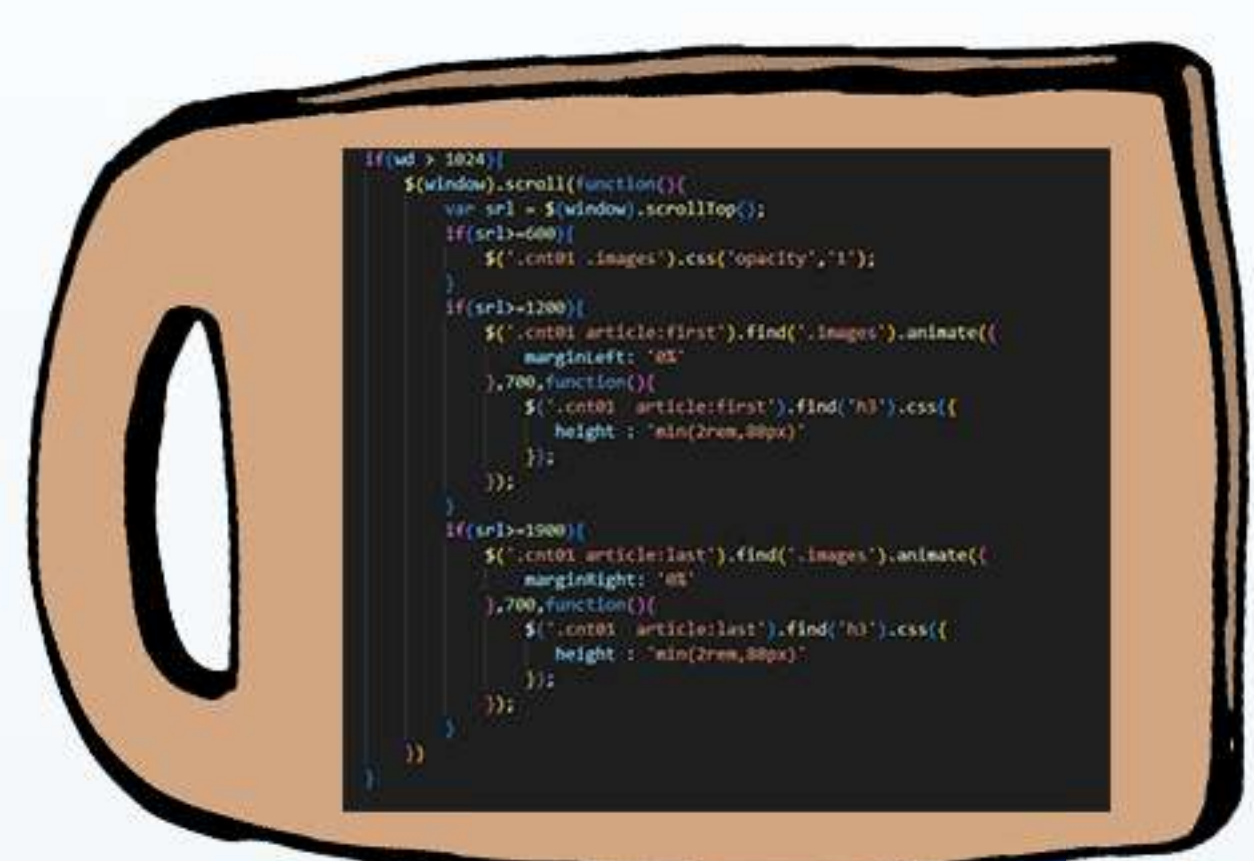 if(wd > 1024){
$(window).scroll(function(){
var srl = $(window).scrollTop();
if(srl>=600){
$('.cnt01 .images').css('opacity','1');
}
if(srl>=1200){
$('.cnt01 article:first').find('.images').animate({
marginLeft: '0%'
},700,function(){
$('.cnt01  article:first').find('h3').css({
height : 'min(2rem,80px)'
});
});
}
if(srl>=1900){
$('.cnt01 article:last').find('.images').animate({
marginRight: '0%'
},700,function(){
$('.cnt01  article:last').find('h3').css({
height : 'min(2rem,80px)'
});
});
}
})
}